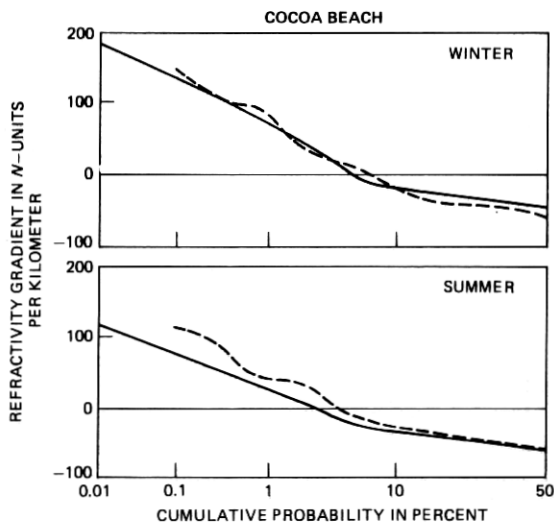 COCOA BEACH
REFRACTIVITY GRADIENT IN N-UNITS
PER KILOMETER
200
WINTER
100
0
-100
200
SUMMER
100
0
-100
0.01 0.1 1 10 50
CUMULATIVE PROBABILITY IN PERCENT